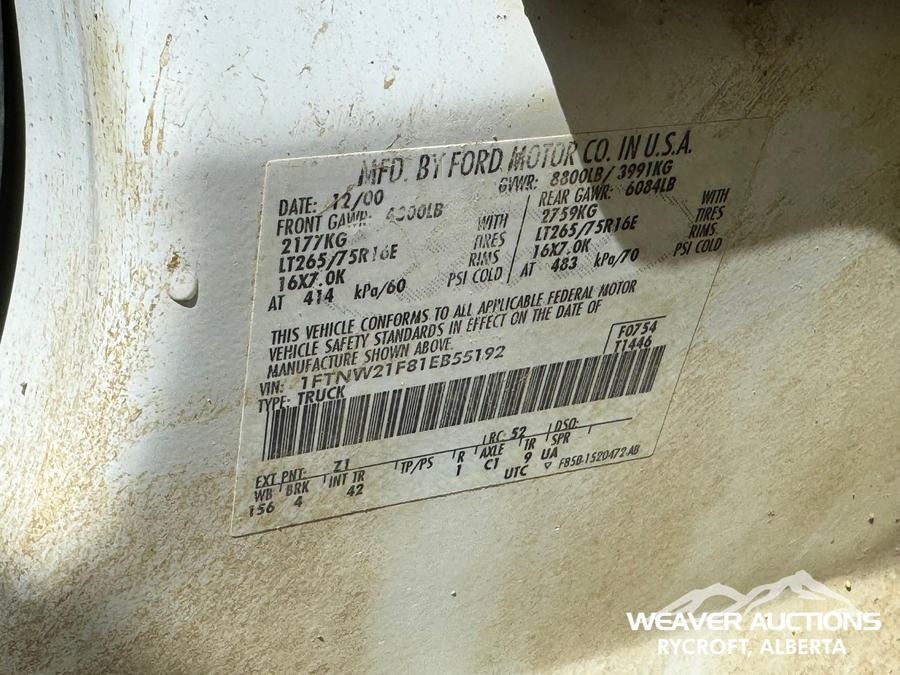 MFD. BY FORD MOTOR CO. IN U.S.A.
DATE: 12/00 GVWR: 8800LB/ 3991KG
FRONT GAWR: 4800LB REAR GAWR: 6084LB
2177KG WITH 2759KG WITH
LT265/75R16E TIRES LT265/75R16E TIRES
16X7.0K RIMS 16X7.0K RIMS
AT 414 kPa/60 PSI COLD AT 483 kPa/70 PSI COLD
THIS VEHICLE CONFORMS TO ALL APPLICABLE FEDERAL MOTOR
VEHICLE SAFETY STANDARDS IN EFFECT ON THE DATE OF
MANUFACTURE SHOWN ABOVE.
F0754
VIN: 1FTNW21F81EB55192 T1446
TYPE: TRUCK
EXT PNT: Z1 LRC: 52 DSO:
WB BRK INT TR TP/PS R AXLE TR SPR
156 4 42 1 C1 9 UA
UTC ▽ F85B-1520472-AB
WEAVER AUCTIONS
RYCROFT, ALBERTA